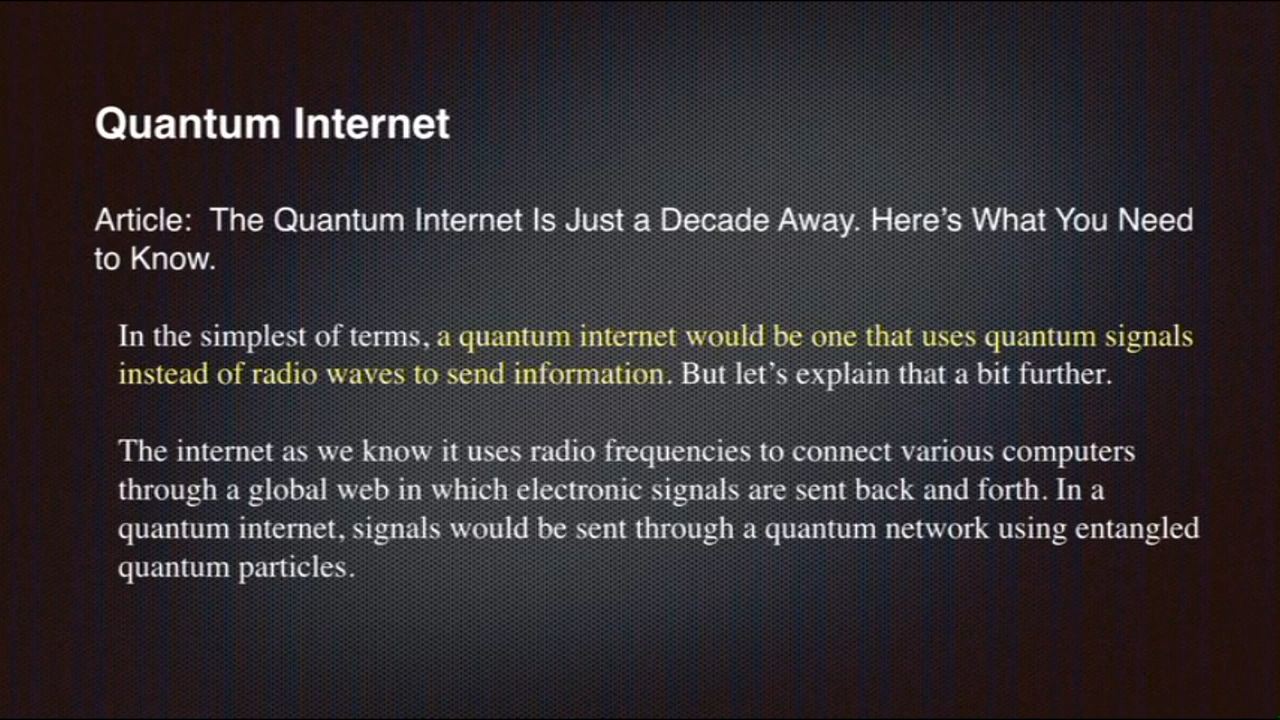 Quantum Internet
Article:  The Quantum Internet Is Just a Decade Away. Here’s What You Need
to Know.
In the simplest of terms, a quantum internet would be one that uses quantum signals
instead of radio waves to send information. But let’s explain that a bit further.
The internet as we know it uses radio frequencies to connect various computers
through a global web in which electronic signals are sent back and forth. In a
quantum internet, signals would be sent through a quantum network using entangled
quantum particles.